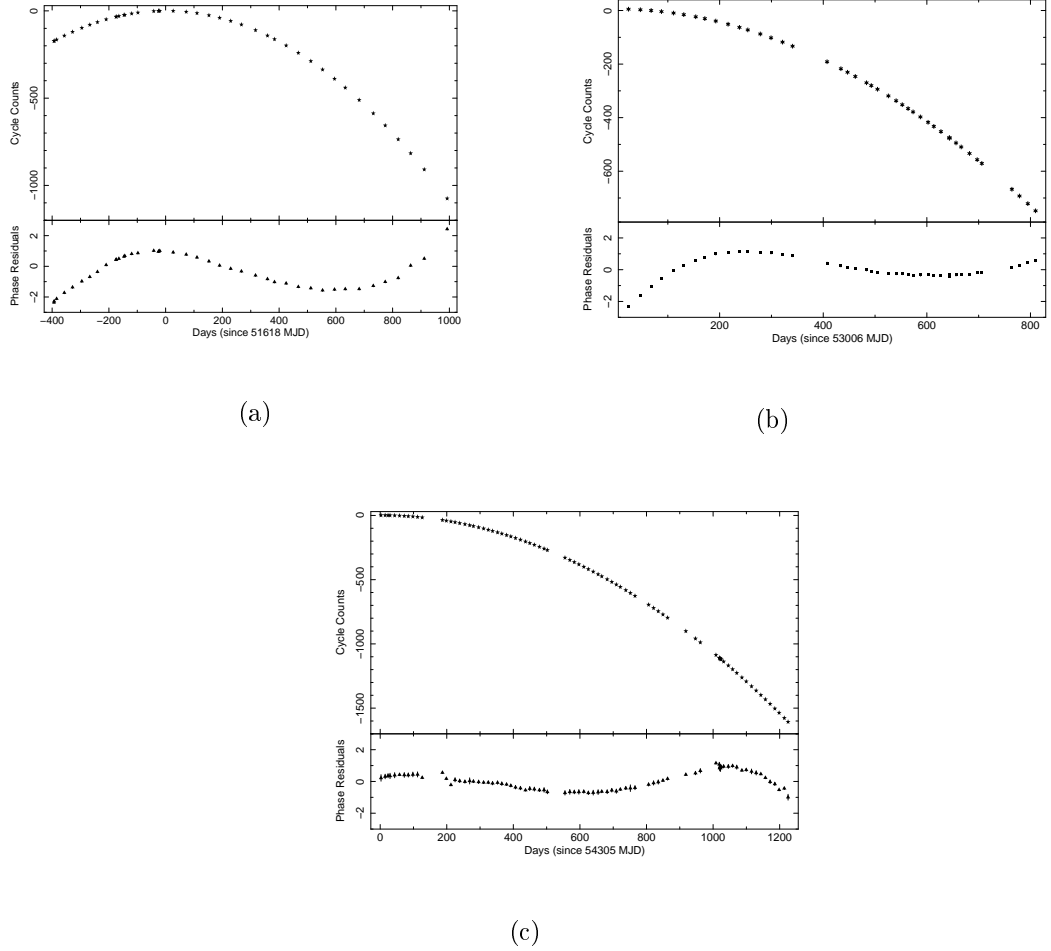 0
−500
−1000
Cycle Counts
2
0
−2
Phase Residuals
−400 −200 0 200 400 600 800 1000
Days (since 51618 MJD)
(a)
0
−200
−400
−600
Cycle Counts
2
0
−2
Phase Residuals
200 400 600 800
Days (since 53006 MJD)
(b)
0
−500
−1000
−1500
Cycle Counts
2
0
−2
Phase Residuals
0 200 400 600 800 1000 1200
Days (since 54305 MJD)
(c)